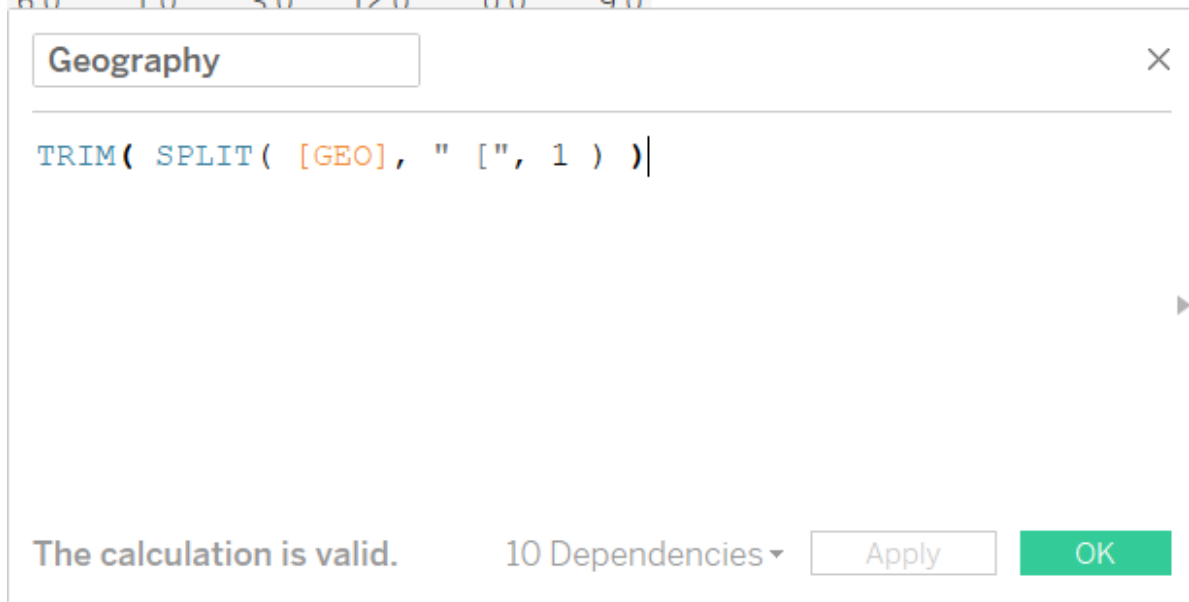 Geography
TRIM( SPLIT( [GEO], " [", 1 ) )
The calculation is valid.
10 Dependencies
Apply
OK